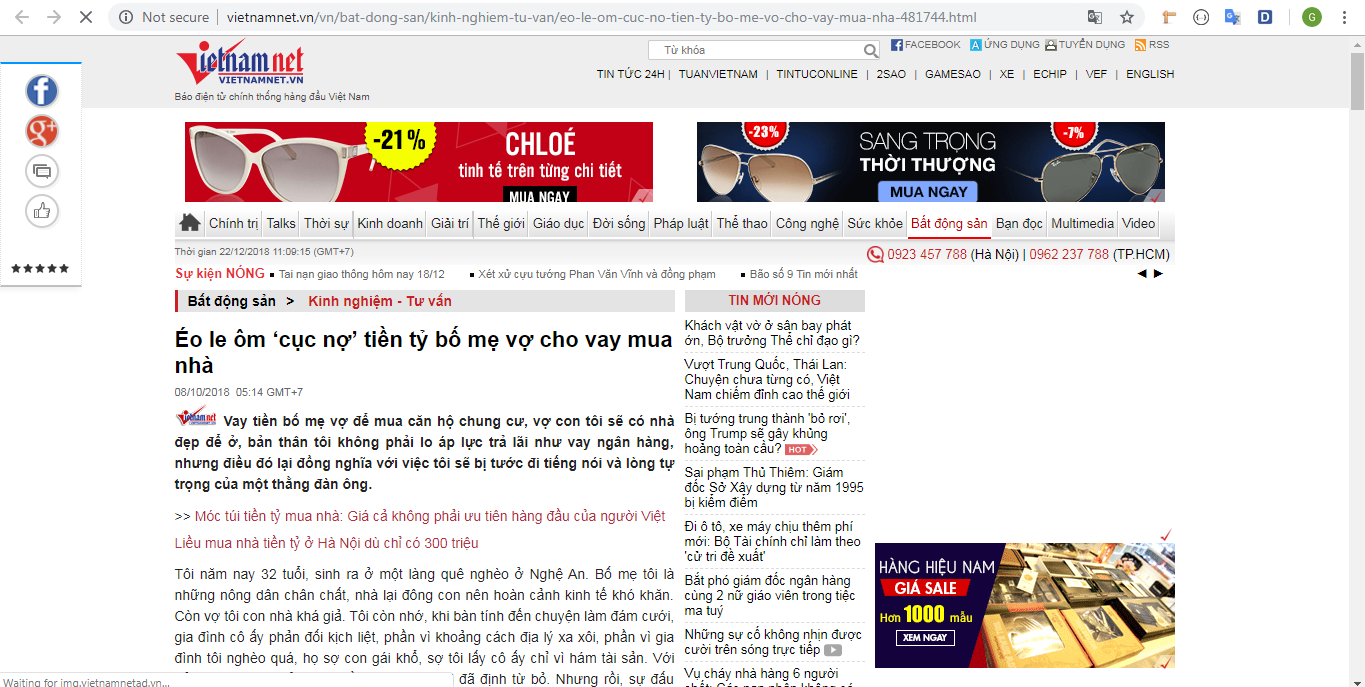 Not secure
vietnamnet.vn/vn/bat-dong-san/kinh-nghiem-tu-van/eo-le-om-cuc-no-tien-ty-bo-me-vo-cho-vay-mua-nha-481744.html
G
Vietnam net
VIETNAMNET.VN
Báo điện tử chính thống hàng đầu Việt Nam
Từ khóa
FACEBOOK
ỨNG DỤNG
TUYỂN DỤNG
RSS
TIN TỨC 24H | TUANVIETNAM | TINTUCONLINE | 2SAO | GAMESAO | XE | ECHIP | VEF | ENGLISH
-21%
CHLOÉ
tinh tế trên từng chi tiết
MUA NGAY
-23%
SANG TRỌNG
THỜI THƯỢNG
MUA NGAY
-7%
Chính trị
Talks
Thời sự
Kinh doanh
Giải trí
Thế giới
Giáo dục
Đời sống
Pháp luật
Thể thao
Công nghệ
Sức khỏe
Bất động sản
Bạn đọc
Multimedia
Video
Thời gian 22/12/2018 11:09:15 (GMT+7)
0923 457 788 (Hà Nội) | 0962 237 788 (TP.HCM)
Sự kiện NÓNG
Tai nạn giao thông hôm nay 18/12
Xét xử cựu tướng Phan Văn Vĩnh và đồng phạm
Bão số 9 Tin mới nhất
Bất động sản > Kinh nghiệm - Tư vấn
Éo le ôm ‘cục nợ’ tiền tỷ bố mẹ vợ cho vay mua
nhà
08/10/2018 05:14 GMT+7
Vietnam net Vay tiền bố mẹ vợ để mua căn hộ chung cư, vợ con tôi sẽ có nhà
đẹp để ở, bản thân tôi không phải lo áp lực trả lãi như vay ngân hàng,
nhưng điều đó lại đồng nghĩa với việc tôi sẽ bị tước đi tiếng nói và lòng tự
trọng của một thằng đàn ông.
>> Móc túi tiền tỷ mua nhà: Giá cả không phải ưu tiên hàng đầu của người Việt
Liều mua nhà tiền tỷ ở Hà Nội dù chỉ có 300 triệu
Tôi năm nay 32 tuổi, sinh ra ở một làng quê nghèo ở Nghệ An. Bố mẹ tôi là
những nông dân chân chất, nhà lại đông con nên hoàn cảnh kinh tế khó khăn.
Còn vợ tôi con nhà khá giả. Tôi còn nhớ, khi bàn tính đến chuyện làm đám cưới,
gia đình cô ấy phản đối kịch liệt, phần vì khoảng cách địa lý xa xôi, phần vì gia
đình tôi nghèo quá, họ sợ con gái khổ, sợ tôi lấy cô ấy chỉ vì hám tài sản. Với
đã định từ bỏ. Nhưng rồi, sự đấu
TIN MỚI NÓNG
Khách vật vờ ở sân bay phát
ớn, Bộ trưởng Thể chỉ đạo gì?
Vượt Trung Quốc, Thái Lan:
Chuyện chưa từng có, Việt
Nam chiếm đỉnh cao thế giới
Bị tướng trung thành 'bỏ rơi',
ông Trump sẽ gây khủng
hoảng toàn cầu? HOT
Sai phạm Thủ Thiêm: Giám
đốc Sở Xây dựng từ năm 1995
bị kiểm điểm
Đi ô tô, xe máy chịu thêm phí
mới: Bộ Tài chính chỉ làm theo
'cử tri đề xuất'
Bắt phó giám đốc ngân hàng
cùng 2 nữ giáo viên trong tiệc
ma tuý
Những sự cố không nhịn được
cười trên sóng trực tiếp
Vụ cháy nhà hàng 6 người
HÀNG HIỆU NAM
GIÁ SALE
Hơn 1000 mẫu
XEM NGAY
Waiting for img.vietnamnetad.vn...